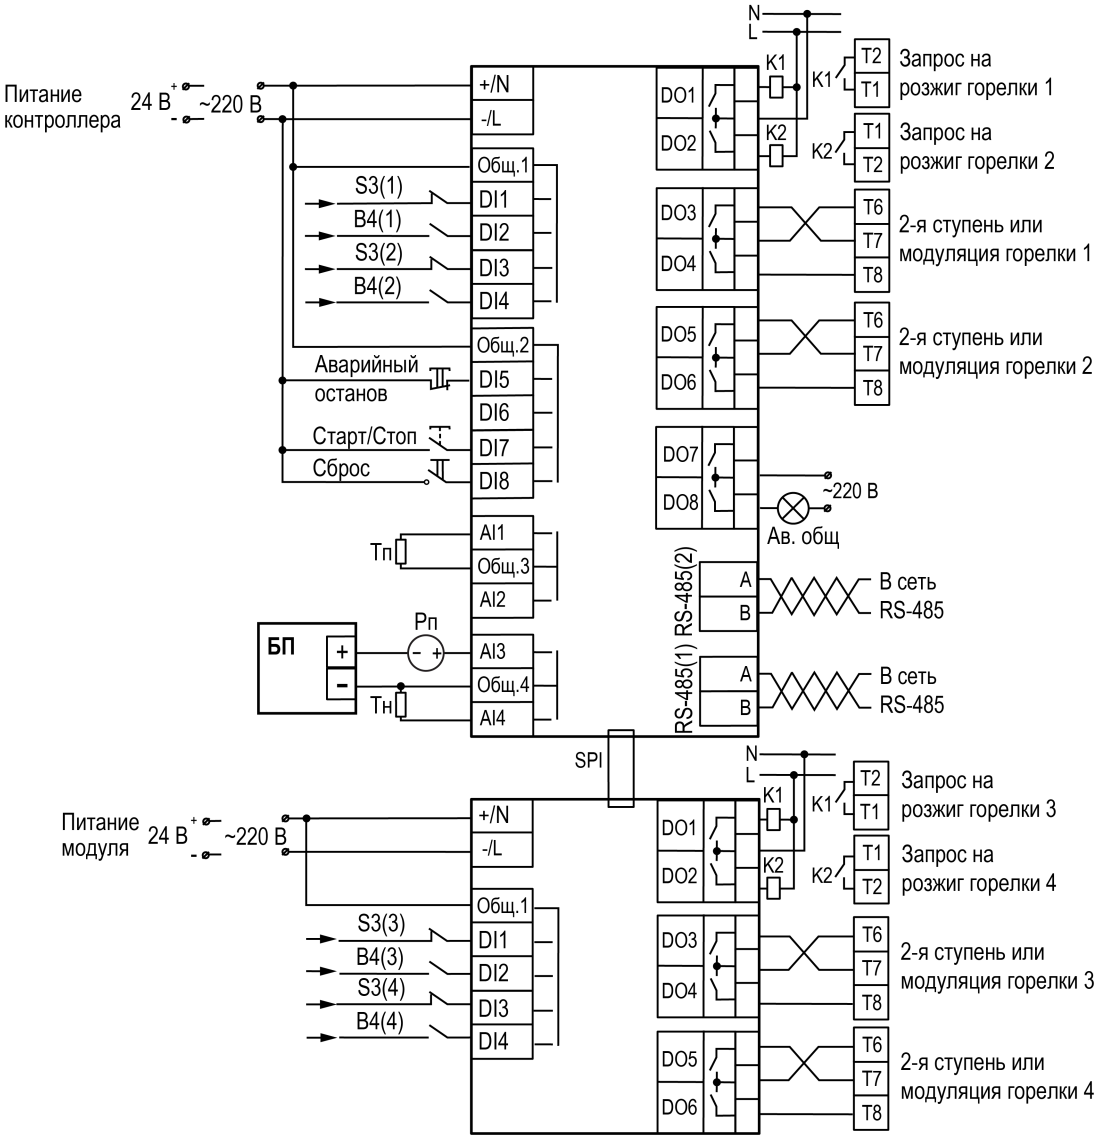 Питание
контроллера
24 В
+
-
~220 В
+/N
-/L
Общ.1
S3(1)
DI1
B4(1)
DI2
S3(2)
DI3
B4(2)
DI4
Общ.2
Аварийный
останов
DI5
DI6
Старт/Стоп
DI7
Сброс
DI8
Тп
AI1
Общ.3
AI2
БП
+
-
Рп
- +
AI3
Общ.4
Тн
AI4
N
L
DO1
DO2
K1
K2
K1
T2
T1
Запрос на
розжиг горелки 1
K2
T1
T2
Запрос на
розжиг горелки 2
DO3
DO4
T6
T7
T8
2-я ступень или
модуляция горелки 1
DO5
DO6
T6
T7
T8
2-я ступень или
модуляция горелки 2
DO7
DO8
~220 В
Ав. общ
RS-485(2)
A
B
В сеть
RS-485
RS-485(1)
A
B
В сеть
RS-485
SPI
Питание
модуля
24 В
+
-
~220 В
+/N
-/L
Общ.1
S3(3)
DI1
B4(3)
DI2
S3(4)
DI3
B4(4)
DI4
N
L
DO1
DO2
K1
K2
K1
T2
T1
Запрос на
розжиг горелки 3
K2
T1
T2
Запрос на
розжиг горелки 4
DO3
DO4
T6
T7
T8
2-я ступень или
модуляция горелки 3
DO5
DO6
T6
T7
T8
2-я ступень или
модуляция горелки 4